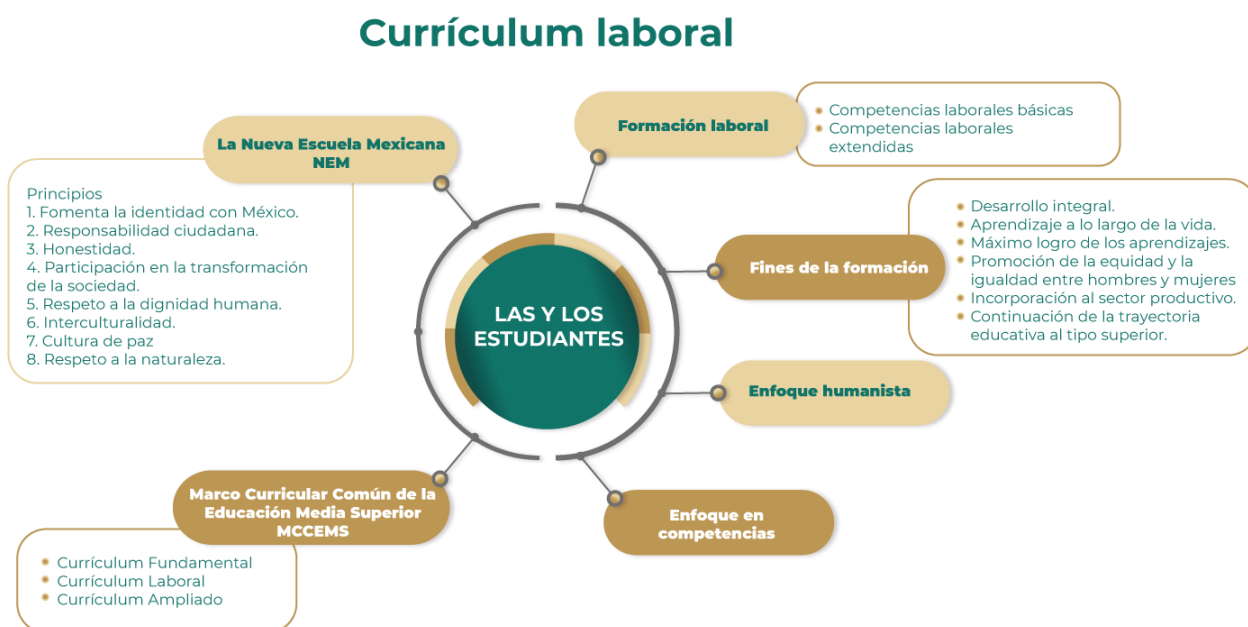 Currículum laboral
La Nueva Escuela Mexicana
NEM
Principios
1. Fomenta la identidad con México.
2. Responsabilidad ciudadana.
3. Honestidad.
4. Participación en la transformación
de la sociedad.
5. Respeto a la dignidad humana.
6. Interculturalidad.
7. Cultura de paz
8. Respeto a la naturaleza.
Marco Curricular Común de la
Educación Media Superior
MCCEMS
Currículum Fundamental
Currículum Laboral
Currículum Ampliado
LAS Y LOS
ESTUDIANTES
Formación laboral
Competencias laborales básicas
Competencias laborales
extendidas
Fines de la formación
Desarrollo integral.
Aprendizaje a lo largo de la vida.
Máximo logro de los aprendizajes.
Promoción de la equidad y la
igualdad entre hombres y mujeres
Incorporación al sector productivo.
Continuación de la trayectoria
educativa al tipo superior.
Enfoque humanista
Enfoque en
competencias